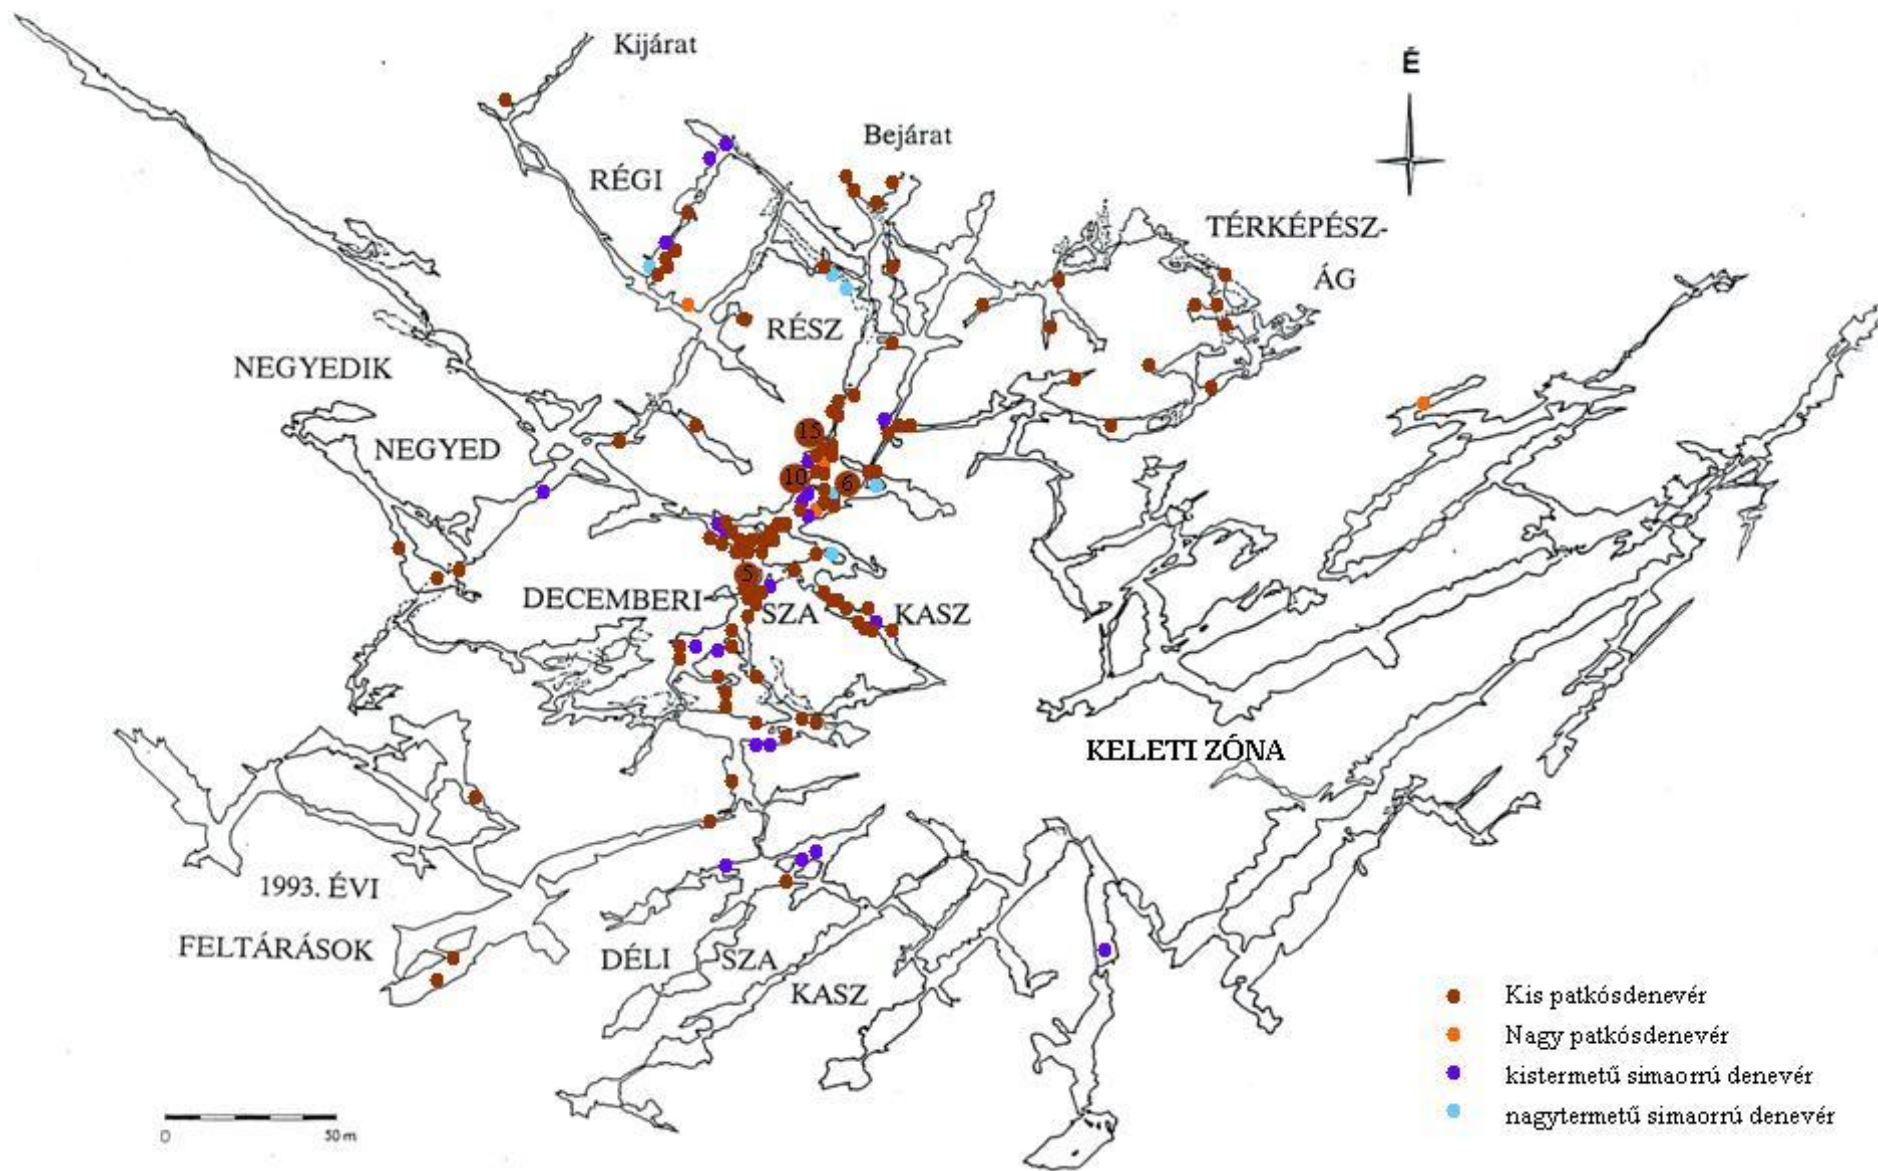 Kijárat
É
Bejárat
RÉGI
TÉRKÉPÉSZ-
ÁG
RÉSZ
NEGYEDIK
NEGYED
15
10
6
5
DECEMBERI
SZA
KASZ
KELETI ZÓNA
1993. ÉVI
FELTÁRÁSOK
DÉLI
SZA
KASZ
Kis patkósdenevér
Nagy patkósdenevér
kistermetű simaorrú denevér
nagytermetű simaorrú denevér
0
50 m